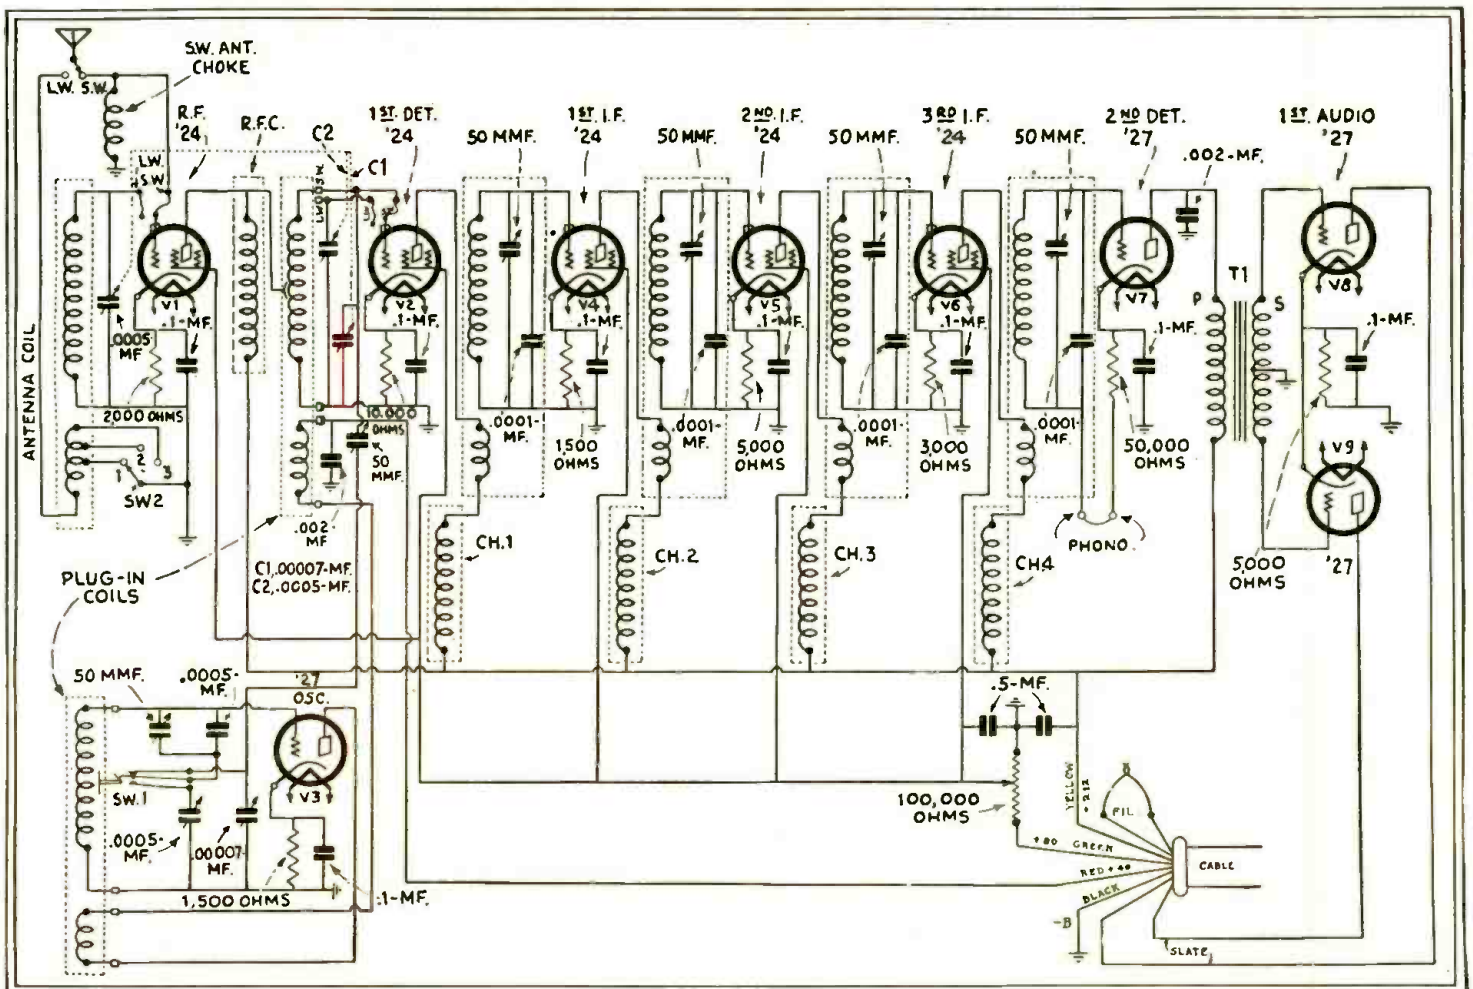 S.W. ANT.
CHOKE
L.W. S.W.
R.F.
'24
R.F.C.
C2
C1
1ST. DET.
'24
50 MMF.
1ST. I.F.
'24
50 MMF.
2ND. I.F.
'24
50 MMF.
3RD I.F.
'24
50 MMF.
2ND DET.
'27
.002-MF.
1ST. AUDIO
'27
L.W.
S.W.
S.W.
L.W.
L.W.
S.W.
V1
V2
V4
V5
V6
V7
V8
T1
P
S
.0005-
MF
.1-MF.
.1-MF.
.1-MF.
.1-MF.
.1-MF.
.1-MF.
.1-MF.
ANTENNA COIL
2000 OHMS
10,000
OHMS
50
MMF.
.0001-
MF.
1,500
OHMS
.0001-
MF.
5,000
OHMS
.0001-
MF.
3,000
OHMS
.0001-
MF.
50,000
OHMS
V9
1
2
3
SW2
.002-
MF
C1,.00007-MF.
C2,.0005-MF.
CH.1
CH.2
CH.3
CH4
PHONO.
5,000
OHMS
'27
PLUG-IN
COILS
50 MMF.
.0005-
MF.
'27
OSC.
SW.1
V3
.0005-
MF.
.00007-
MF.
1,500 OHMS
.1-MF.
.5-MF.
100,000
OHMS
YELLOW
+212
FIL.
+80 GREEN
RED +40
BLACK
-B
CABLE
SLATE